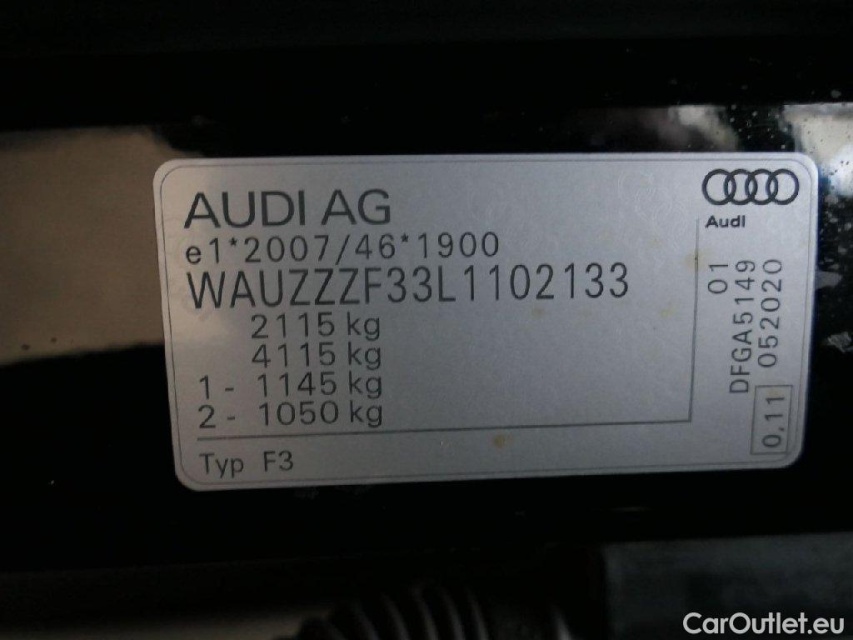 AUDI AG
e1*2007/46*1900
WAUZZZF33L1102133
2115 kg
4115 kg
1 - 1145 kg
2 - 1050 kg
Typ F3
Audi
01
DFGA5149
052020
0,11
CarOutlet.eu